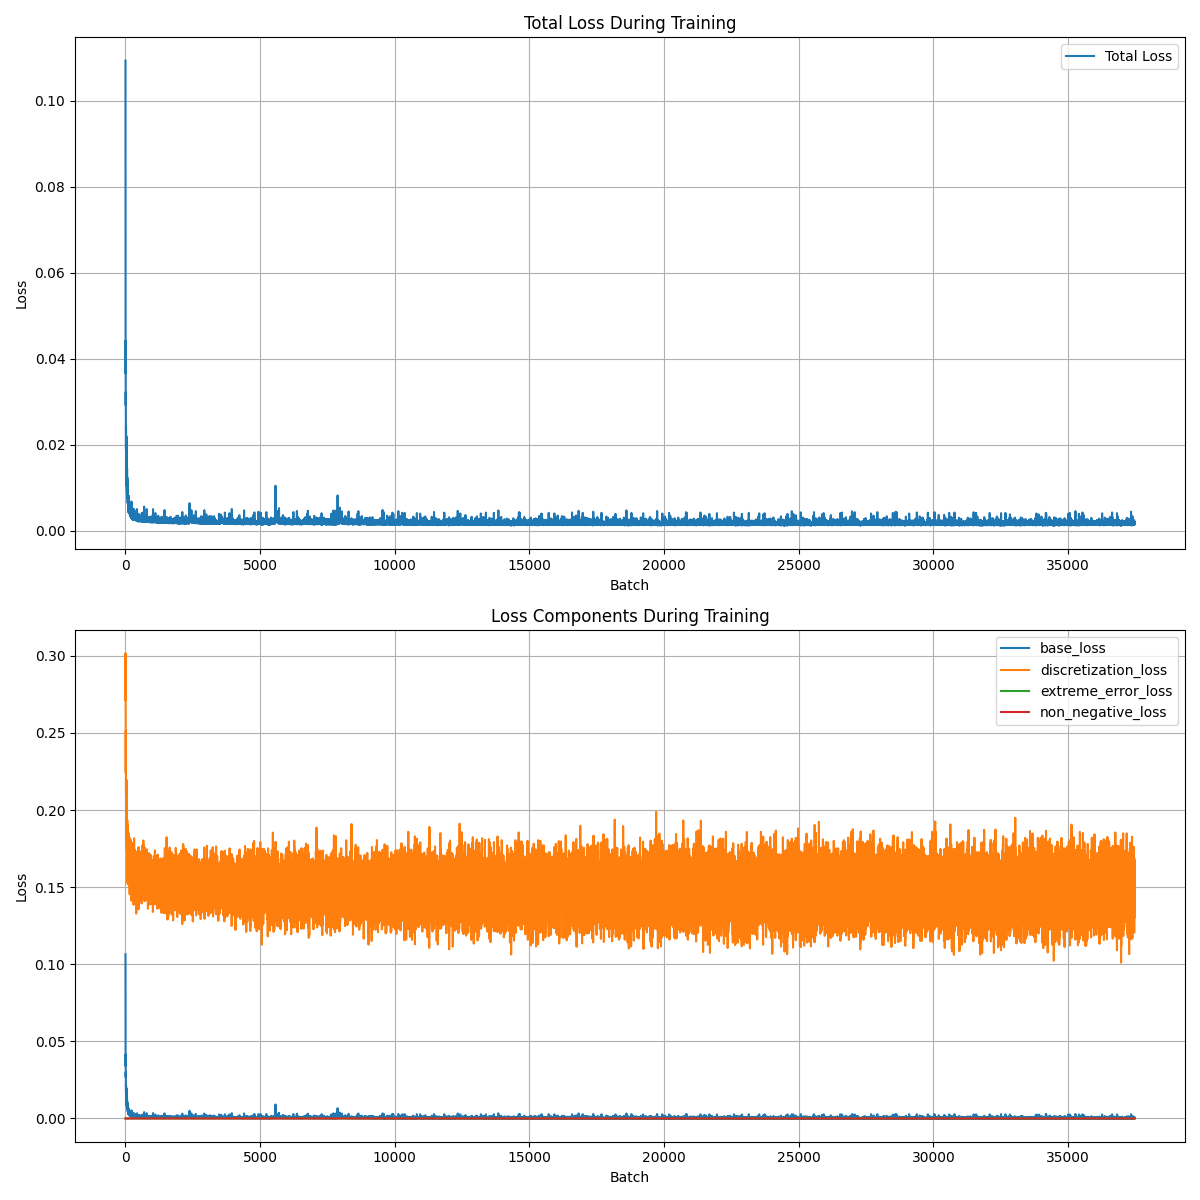 Total Loss During Training
Total Loss
0.10
0.08
0.06
0.04
0.02
0.00
Loss
0 5000 10000 15000 20000 25000 30000 35000
Batch
Loss Components During Training
base_loss
discretization_loss
extreme_error_loss
non_negative_loss
0.30
0.25
0.20
0.15
0.10
0.05
0.00
Loss
0 5000 10000 15000 20000 25000 30000 35000
Batch